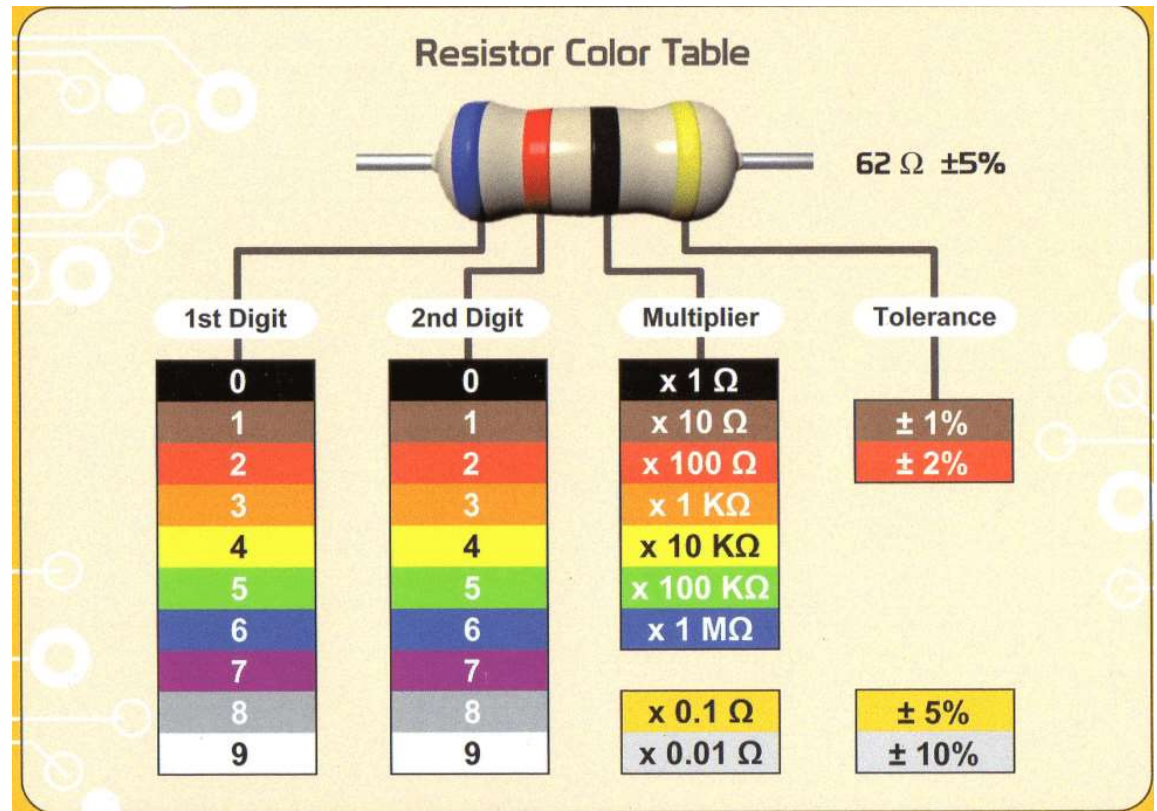 Resistor Color Table
62 Ω ±5%
1st Digit
2nd Digit
Multiplier
Tolerance
0
1
2
3
4
5
6
7
8
9
0
1
2
3
4
5
6
7
8
9
x 1 Ω
x 10 Ω
x 100 Ω
x 1 KΩ
x 10 KΩ
x 100 KΩ
x 1 MΩ
x 0.1 Ω
x 0.01 Ω
± 1%
± 2%
± 5%
± 10%